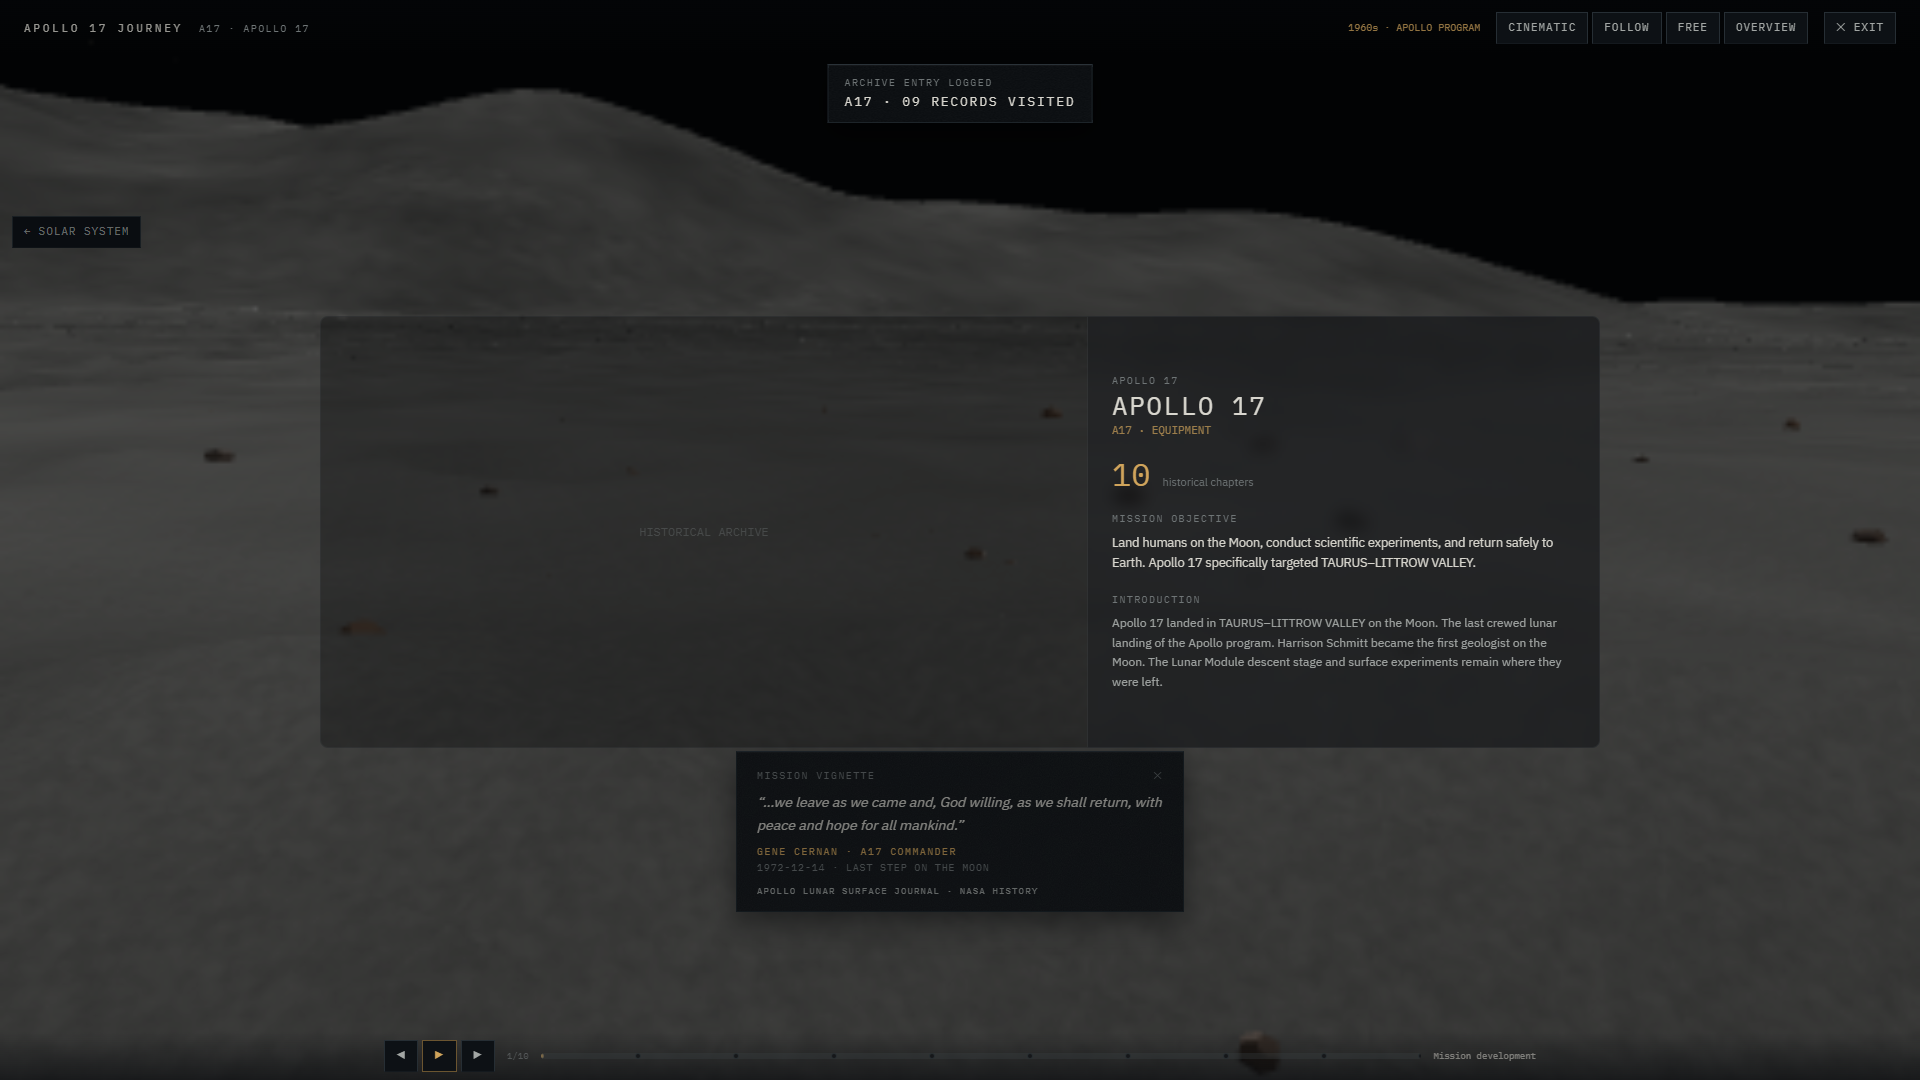 APOLLO 17 JOURNEY A17 · APOLLO 17
1960s · APOLLO PROGRAM CINEMATIC FOLLOW FREE OVERVIEW ✕ EXIT
ARCHIVE ENTRY LOGGED
A17 · 09 RECORDS VISITED
← SOLAR SYSTEM
HISTORICAL ARCHIVE
APOLLO 17
APOLLO 17
A17 · EQUIPMENT
10 historical chapters
MISSION OBJECTIVE
Land humans on the Moon, conduct scientific experiments, and return safely to
Earth. Apollo 17 specifically targeted TAURUS–LITTROW VALLEY.
INTRODUCTION
Apollo 17 landed in TAURUS–LITTROW VALLEY on the Moon. The last crewed lunar
landing of the Apollo program. Harrison Schmitt became the first geologist on the
Moon. The Lunar Module descent stage and surface experiments remain where they
were left.
MISSION VIGNETTE ✕
“…we leave as we came and, God willing, as we shall return, with
peace and hope for all mankind.”
GENE CERNAN · A17 COMMANDER
1972-12-14 · LAST STEP ON THE MOON
APOLLO LUNAR SURFACE JOURNAL · NASA HISTORY
1/10 Mission development